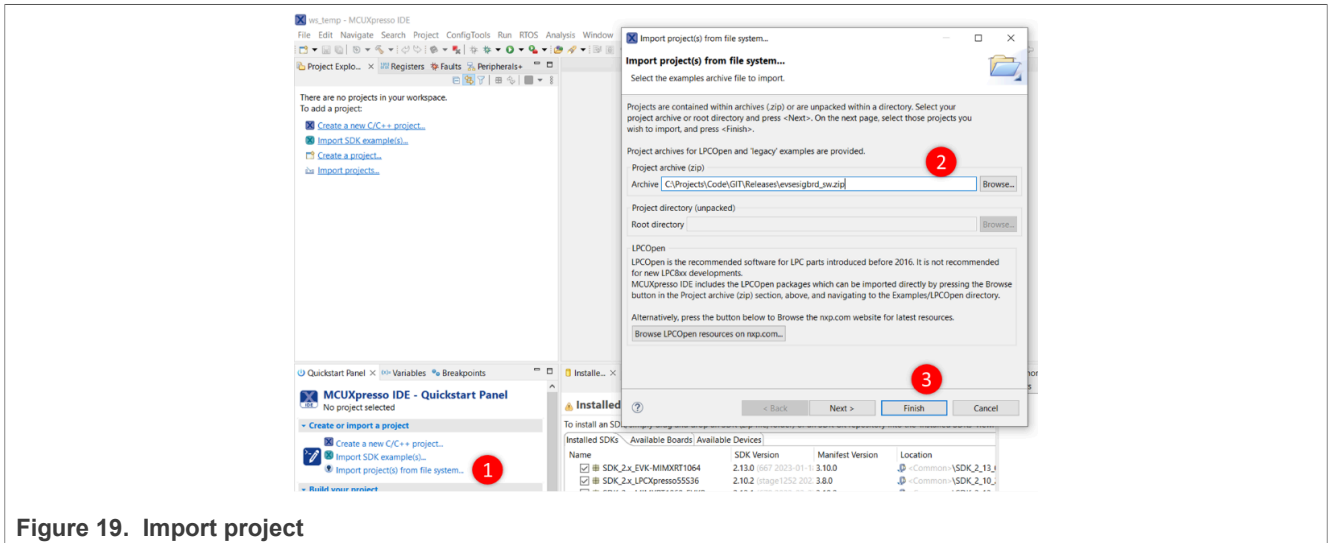 ws_temp - MCUXpresso IDE
File Edit Navigate Search Project ConfigTools Run RTOS Analysis Window
Project Explo... Registers Faults Peripherals+
There are no projects in your workspace.
To add a project:
Create a new C/C++ project...
Import SDK example(s)...
Create a project...
Import projects...
Import project(s) from file system...
Import project(s) from file system...
Select the examples archive file to import.
Projects are contained within archives (.zip) or are unpacked within a directory. Select your
project archive or root directory and press <Next>. On the next page, select those projects you
wish to import, and press <Finish>.
Project archives for LPCOpen and 'legacy' examples are provided.
2
Project archive (zip)
Archive C:\Projects\Code\GIT\Releases\evsesigbrd_sw.zip Browse...
Project directory (unpacked)
Root directory Browse...
LPCOpen
LPCOpen is the recommended software for LPC parts introduced before 2016. It is not recommended
for new LPC8xx developments.
MCUXpresso IDE includes the LPCOpen packages which can be imported directly by pressing the Browse
button in the Project archive (zip) section, above, and navigating to the Examples/LPCOpen directory.
Alternatively, press the button below to Browse the nxp.com website for latest resources.
Browse LPCOpen resources on nxp.com...
3
? < Back Next > Finish Cancel
Quickstart Panel (x)= Variables Breakpoints
IDE
MCUXpresso IDE - Quickstart Panel
No project selected
Create or import a project
Create a new C/C++ project...
Import SDK example(s)...
Import project(s) from file system...
1
Build your project
Installe...
Installed
To install an SD
Installed SDKs Available Boards Available Devices
Name SDK Version Manifest Version Location
SDK_2.x_EVK-MIMXRT1064 2.13.0 (667 2023-01-1 3.10.0 <Common>\SDK_2_13_
SDK_2.x_LPCXpresso55S36 2.10.2 (stage1252 202 3.8.0 <Common>\SDK_2_10_
Figure 19. Import project